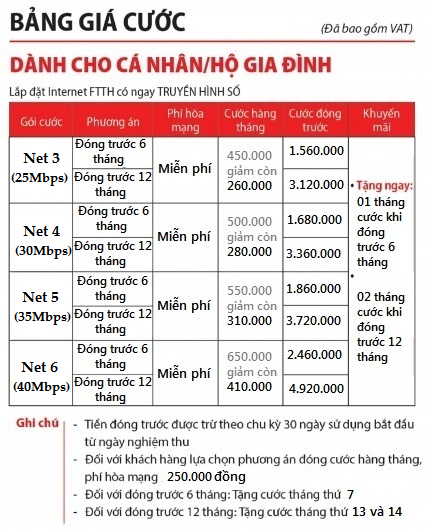 BẢNG GIÁ CƯỚC
(Đã bao gồm VAT)
DÀNH CHO CÁ NHÂN/HỘ GIA ĐÌNH
Lắp đặt Internet FTTH có ngay TRUYỀN HÌNH SỐ
Gói cước
Phương án
Phí hòa
mạng
Cước hàng
tháng
Cước đóng
trước
Khuyến
mãi
Net 3
(25Mbps)
Đóng trước 6
tháng
Đóng trước 12
tháng
Miễn phí
450.000
giảm còn
260.000
1.560.000
3.120.000
Net 4
(30Mbps)
Đóng trước 6
tháng
Đóng trước 12
tháng
Miễn phí
500.000
giảm còn
280.000
1.680.000
3.360.000
Net 5
(35Mbps)
Đóng trước 6
tháng
Đóng trước 12
tháng
Miễn phí
550.000
giảm còn
310.000
1.860.000
3.720.000
Net 6
(40Mbps)
Đóng trước 6
tháng
Đóng trước 12
tháng
Miễn phí
650.000
giảm còn
410.000
2.460.000
4.920.000
• Tặng ngay:
01 tháng
cước khi
đóng
trước 6
tháng
•
02 tháng
cước khi
đóng
trước 12
tháng
Ghi chú
- Tiền đóng trước được trừ theo chu kỳ 30 ngày sử dụng bắt đầu
từ ngày nghiệm thu
- Đối với khách hàng lựa chọn phương án đóng cước hàng tháng,
phí hòa mạng 250.000 đồng
- Đối với đóng trước 6 tháng: Tặng cước tháng thứ 7
- Đối với đóng trước 12 tháng: Tặng cước tháng thứ 13 và 14